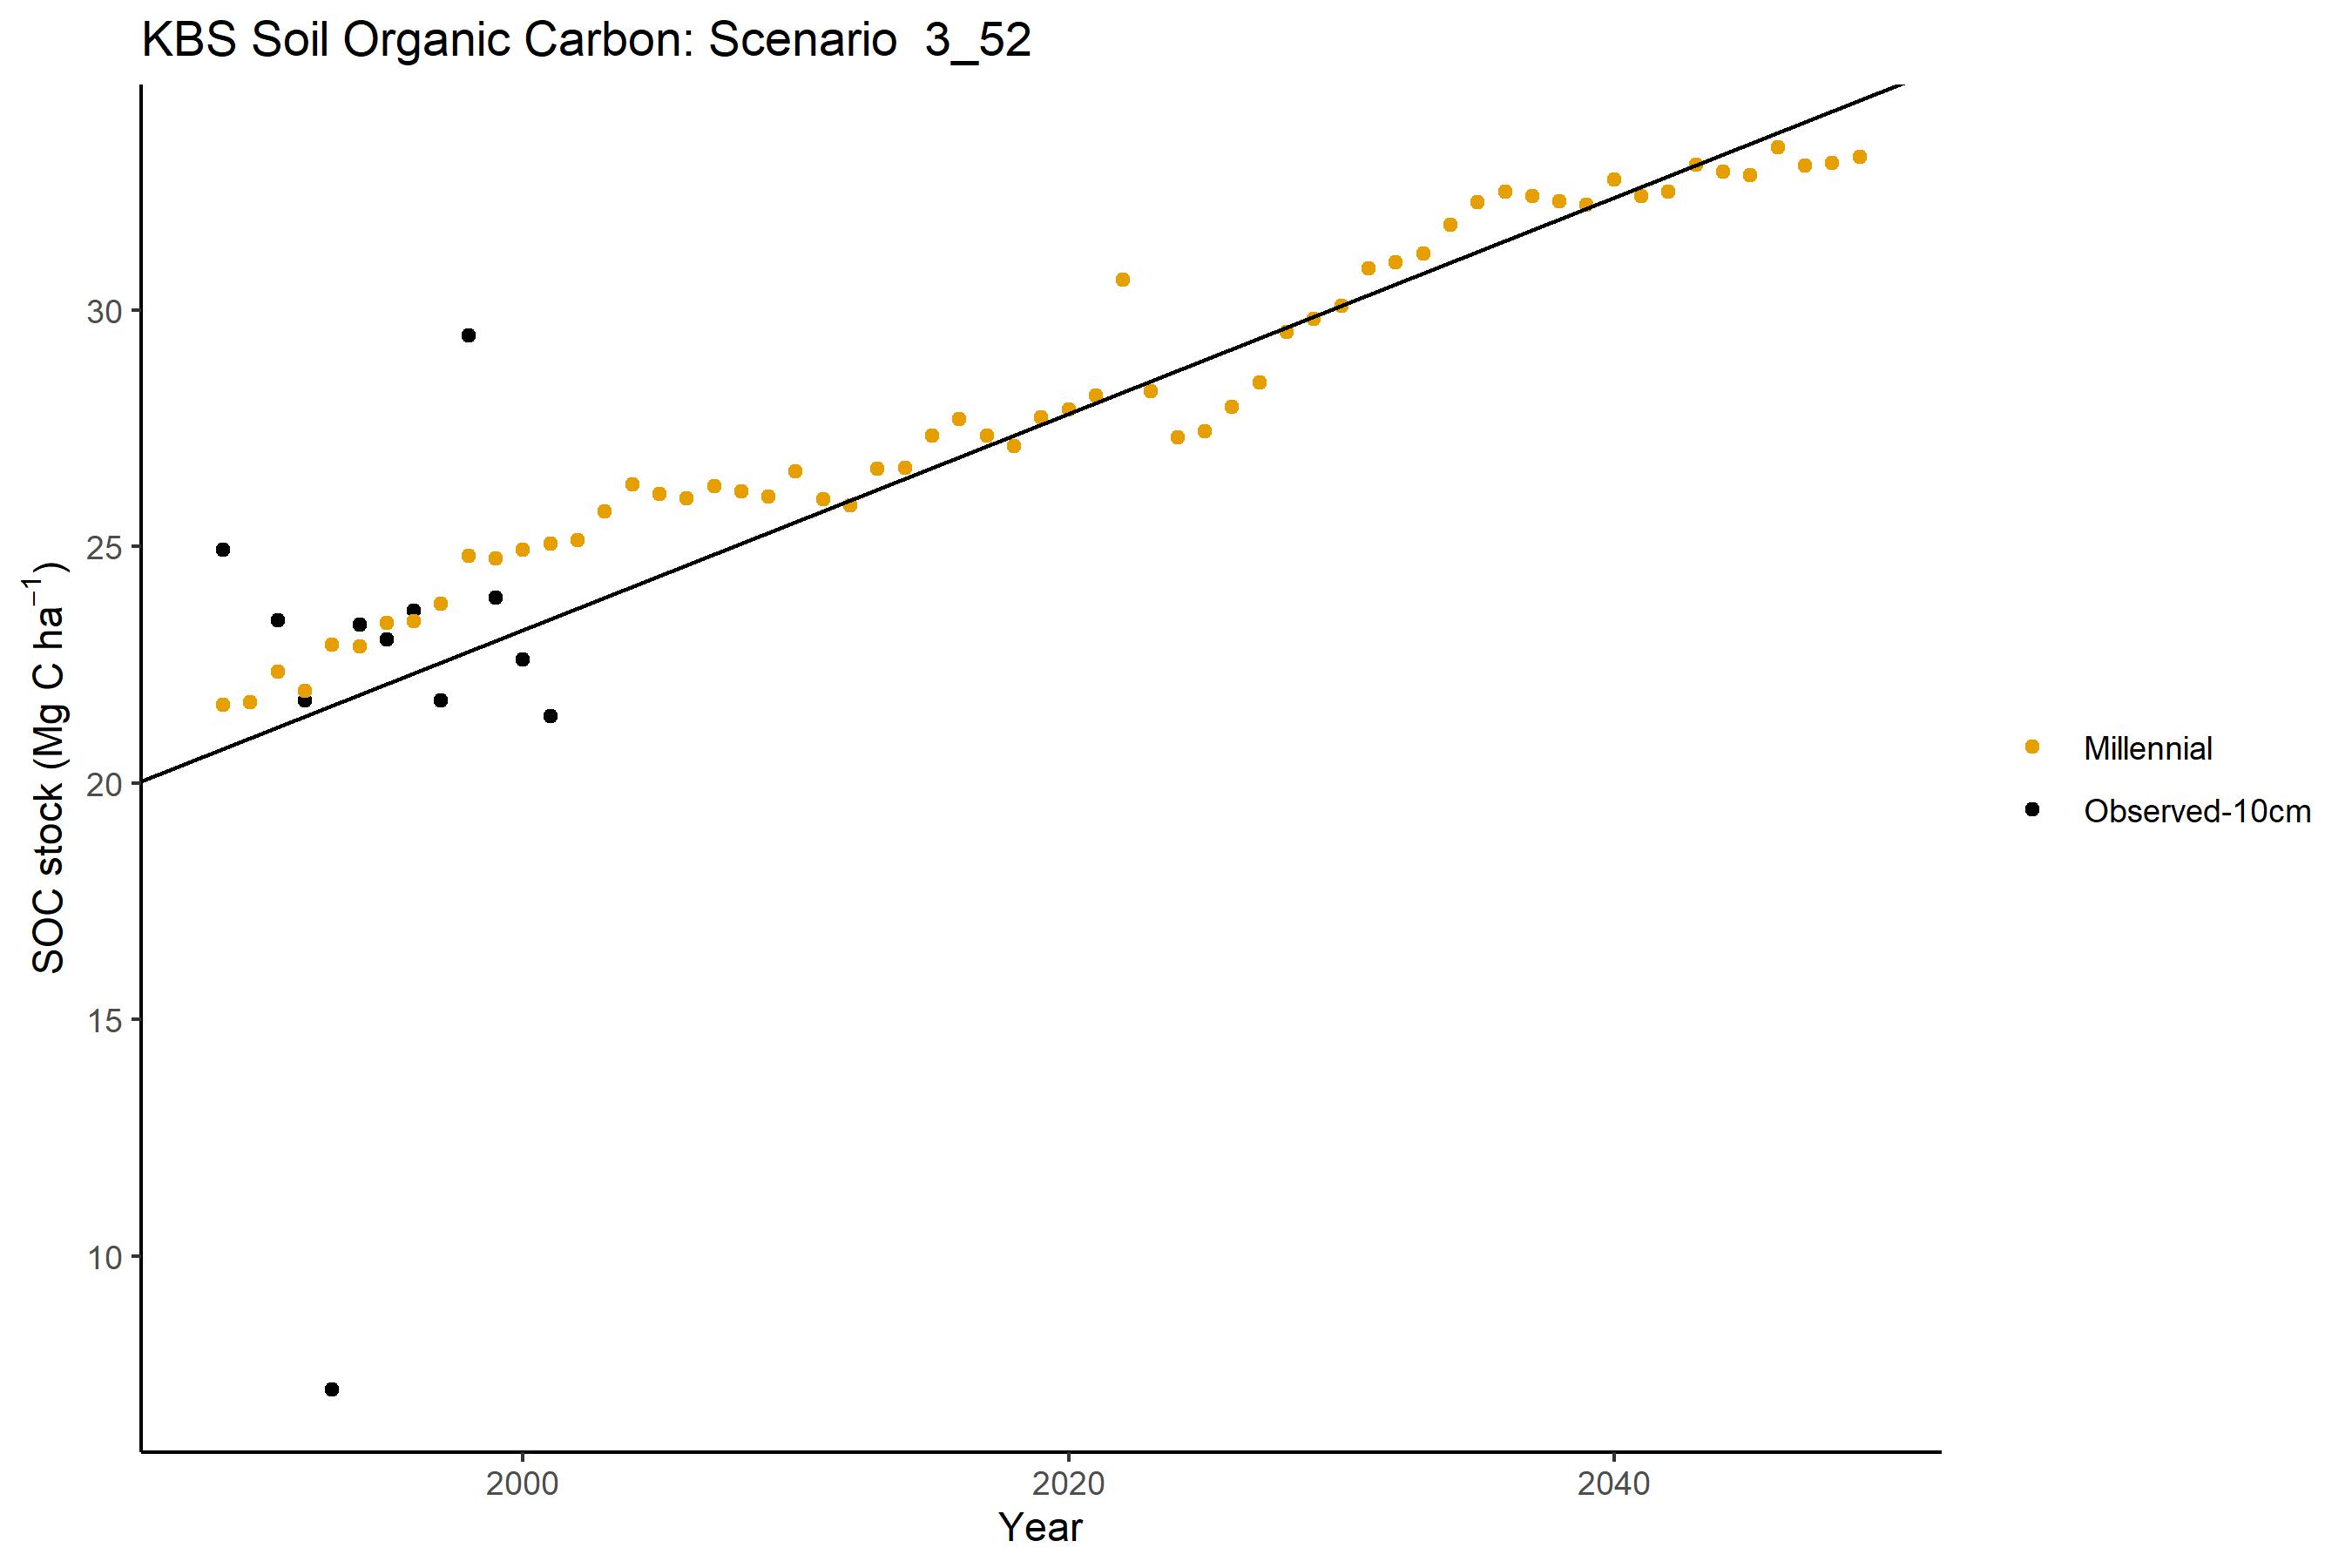 KBS Soil Organic Carbon: Scenario  3_52
SOC stock (Mg C ha⁻¹)
30
25
20
15
10
2000
2020
2040
Year
Millennial
Observed-10cm